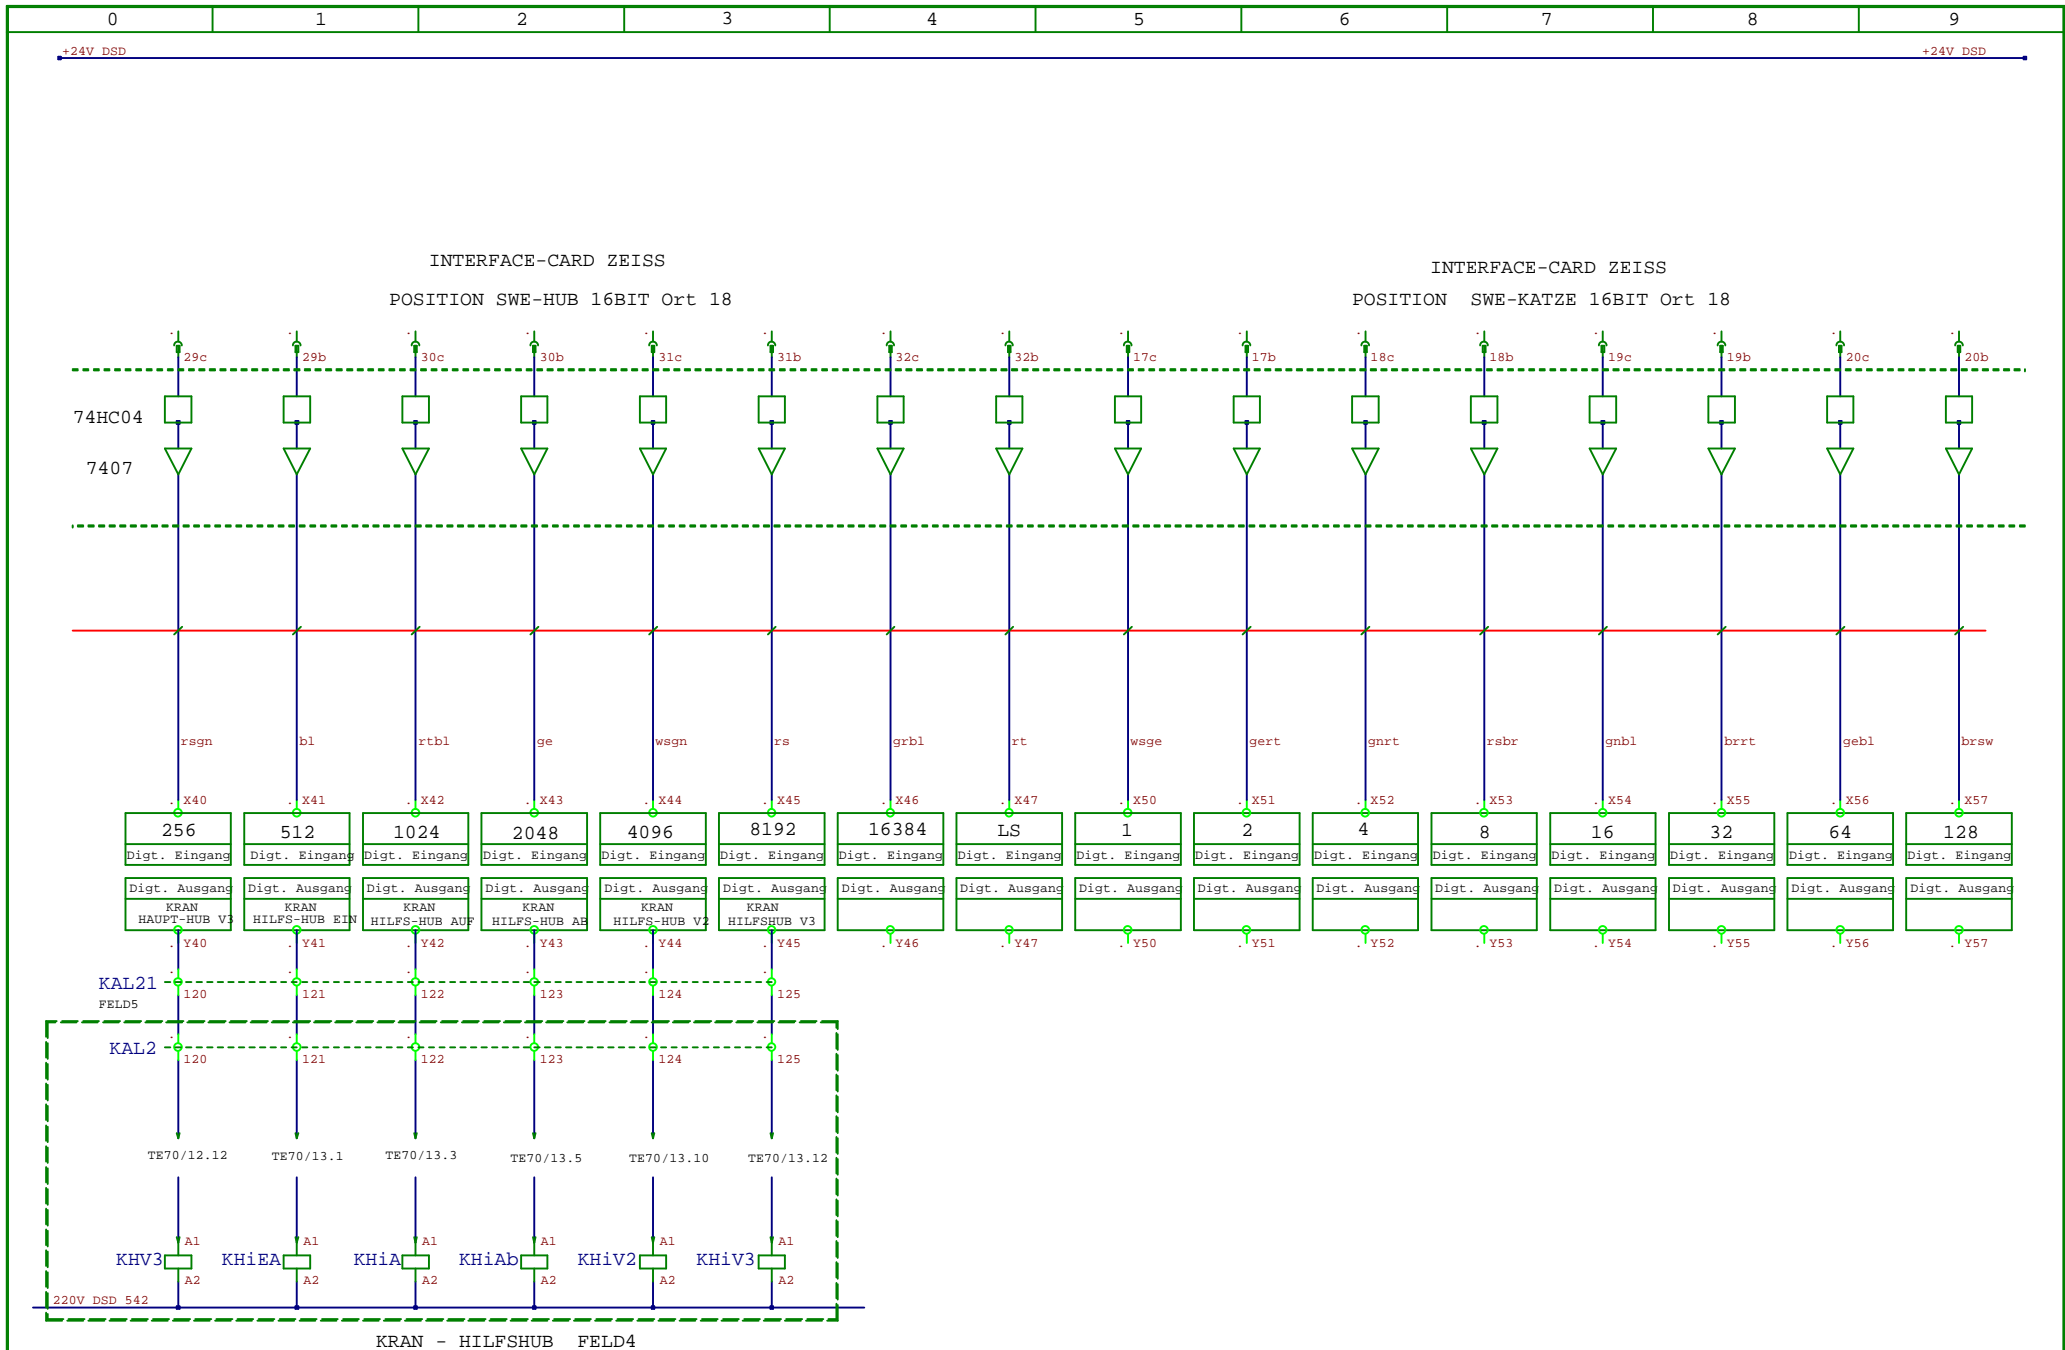 0 1 2 3 4 5 6 7 8 9
+24V DSD +24V DSD
INTERFACE-CARD ZEISS INTERFACE-CARD ZEISS
POSITION SWE-HUB 16BIT Ort 18 POSITION SWE-KATZE 16BIT Ort 18
29c 29b 30c 30b 31c 31b 32c 32b 17c 17b 18c 18b 19c 19b 20c 20b
74HC04
7407
rsgn bl rtbl ge wsgn rs grbl rt wsge gert gnrt rsbr gnbl brrt gebl brsw
X40 X41 X42 X43 X44 X45 X46 X47 X50 X51 X52 X53 X54 X55 X56 X57
256 512 1024 2048 4096 8192 16384 LS 1 2 4 8 16 32 64 128
Digt. Eingang Digt. Eingang Digt. Eingang Digt. Eingang Digt. Eingang Digt. Eingang Digt. Eingang Digt. Eingang Digt. Eingang Digt. Eingang Digt. Eingang Digt. Eingang Digt. Eingang Digt. Eingang Digt. Eingang Digt. Eingang
Digt. Ausgang Digt. Ausgang Digt. Ausgang Digt. Ausgang Digt. Ausgang Digt. Ausgang Digt. Ausgang Digt. Ausgang Digt. Ausgang Digt. Ausgang Digt. Ausgang Digt. Ausgang Digt. Ausgang Digt. Ausgang Digt. Ausgang Digt. Ausgang
KRAN KRAN KRAN KRAN KRAN KRAN
HAUPT-HUB V3 HILFS-HUB EIN HILFS-HUB AUF HILFS-HUB AB HILFS-HUB V2 HILFSHUB V3
Y40 Y41 Y42 Y43 Y44 Y45 Y46 Y47 Y50 Y51 Y52 Y53 Y54 Y55 Y56 Y57
KAL21
120 121 122 123 124 125
FELD5
KAL2
120 121 122 123 124 125
TE70/12.12 TE70/13.1 TE70/13.3 TE70/13.5 TE70/13.10 TE70/13.12
A1 A1 A1 A1 A1 A1
KHV3 KHiEA KHiA KHiAb KHiV2 KHiV3
A2 A2 A2 A2 A2 A2
220V DSD 542
KRAN - HILFSHUB FELD4